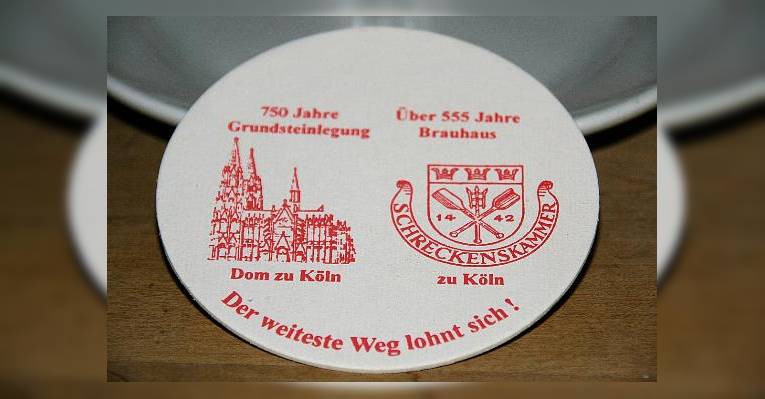 750 Jahre
Grundsteinlegung
Dom zu Köln
Über 555 Jahre
Brauhaus
14 42
SCHRECKENSKAMMER
zu Köln
Der weiteste Weg lohnt sich !